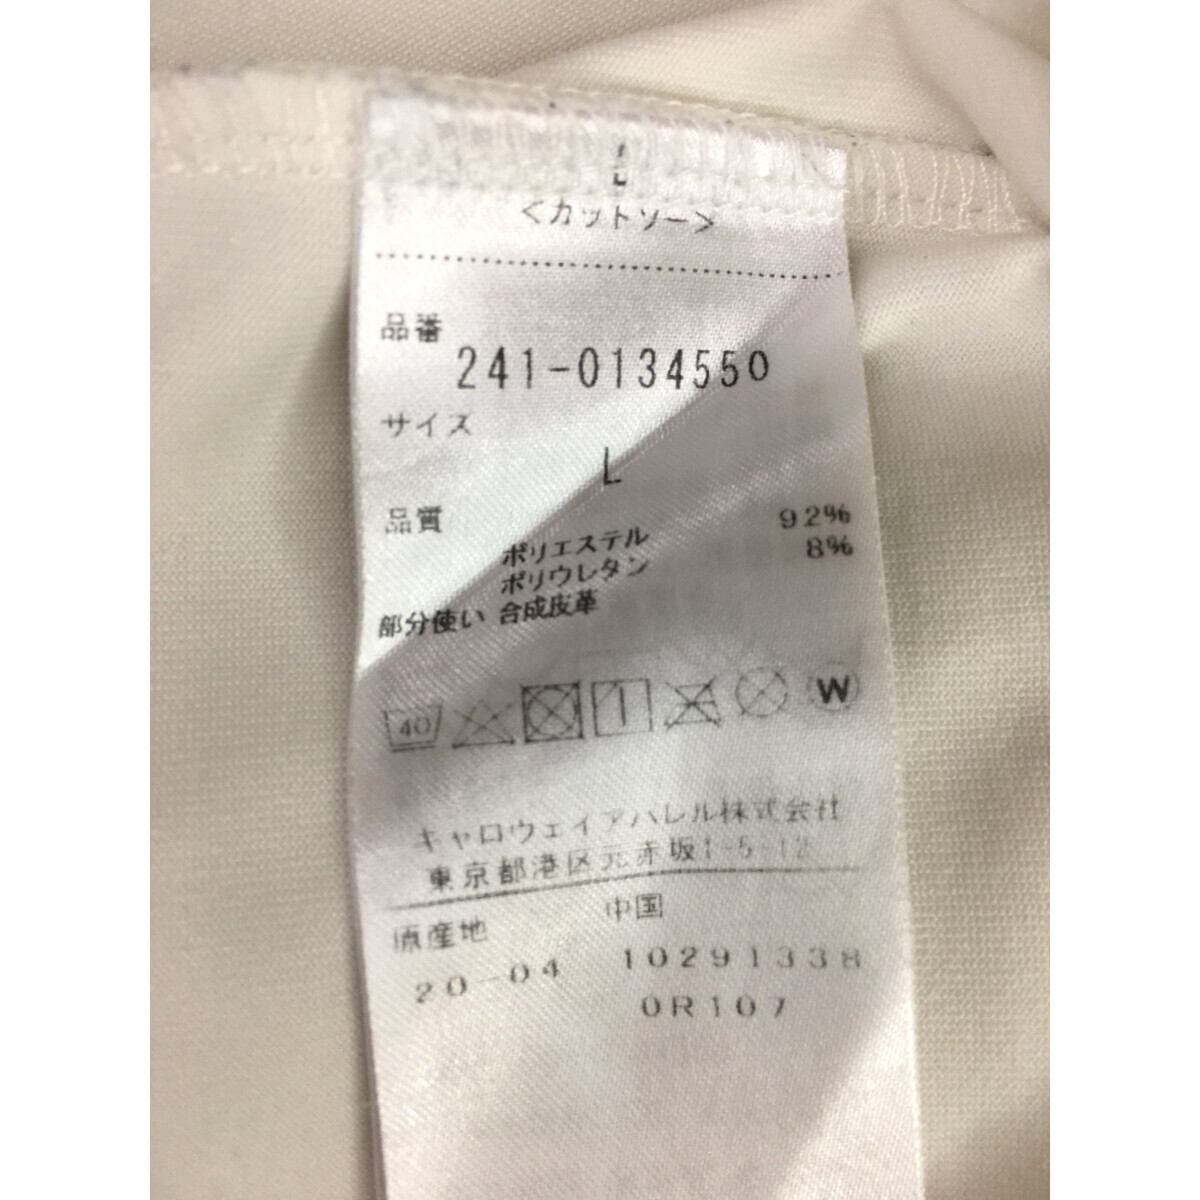 L
<カットソー>
品番
241-0134550
サイズ
L
品質
ポリエステル 92%
ポリウレタン 8%
部分使い 合成皮革
40 W
キャロウェイアパレル株式会社
東京都港区元赤坂1-5-12
原産地 中国
20-04 10291338
0R107